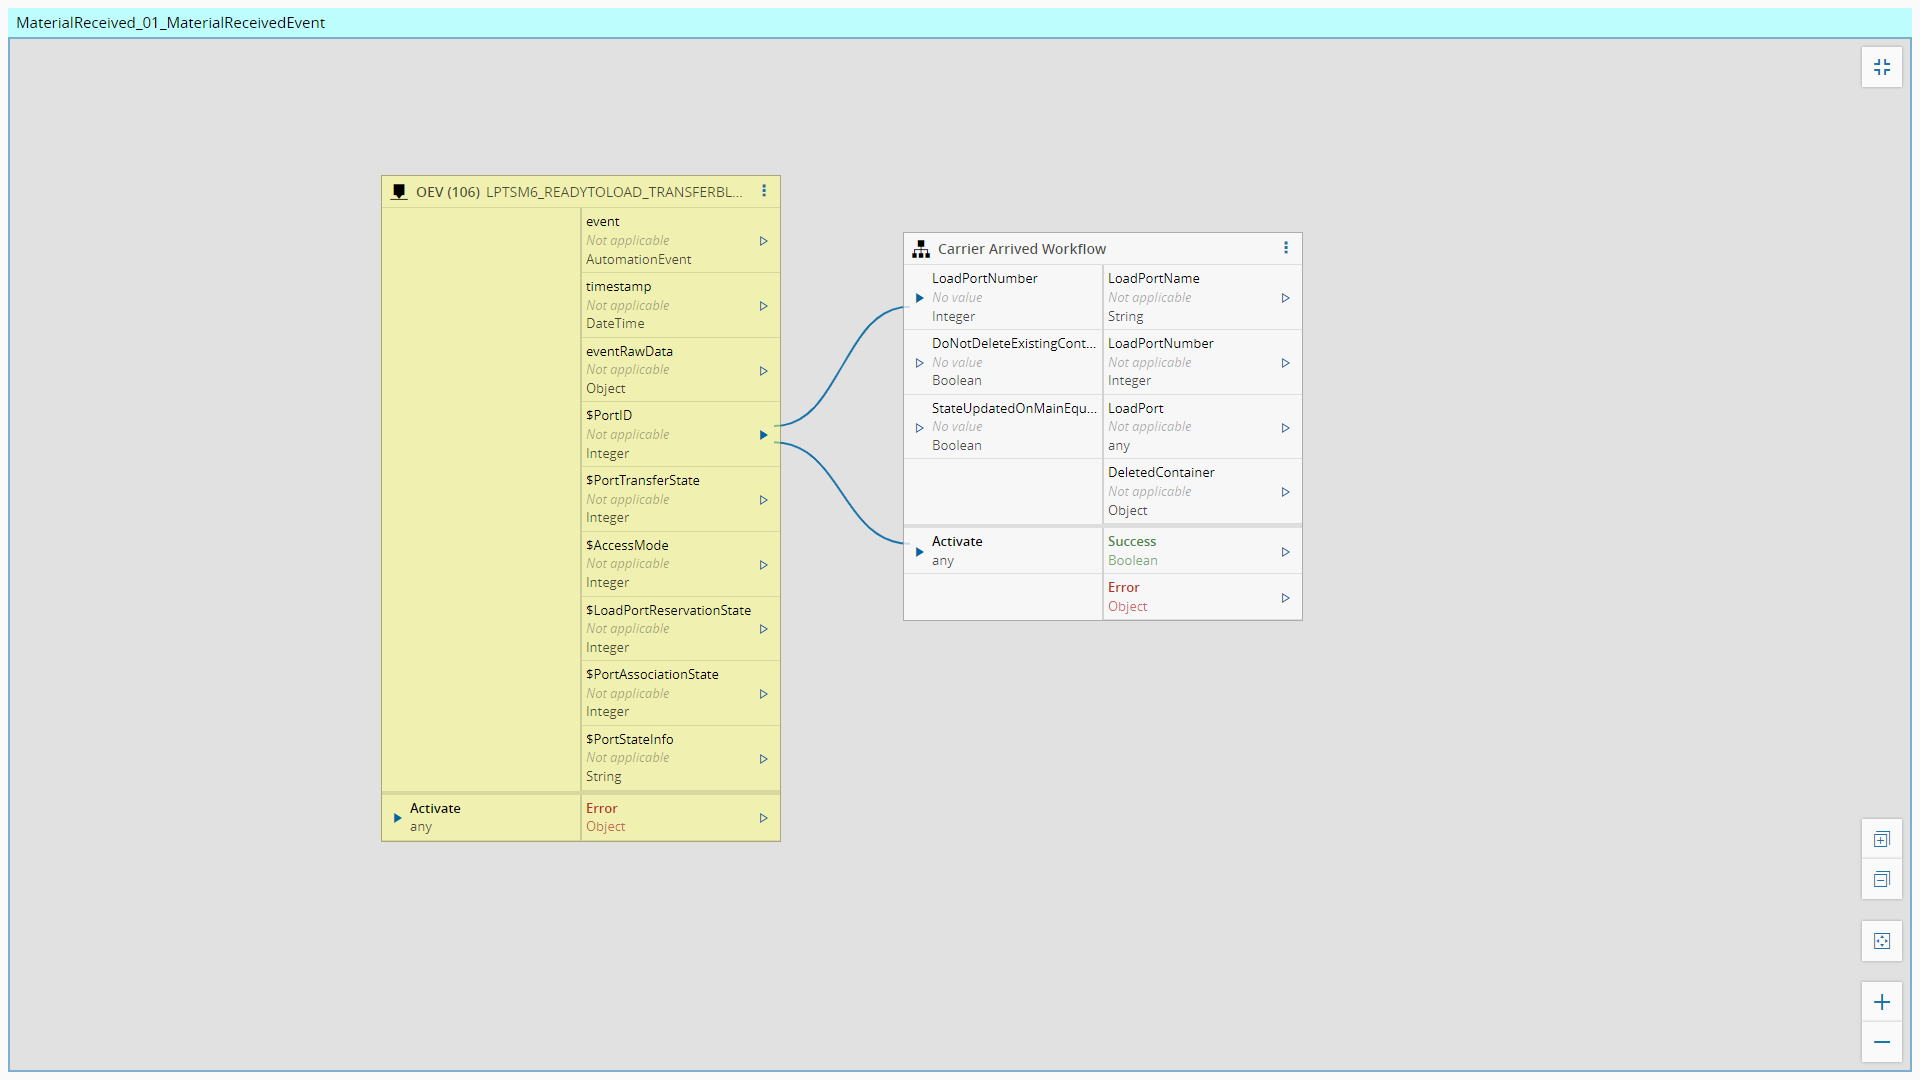 MaterialReceived_01_MaterialReceivedEvent
OEV (106) LPTSM6_READYTOLOAD_TRANSFERBL...
event
Not applicable
AutomationEvent
timestamp
Not applicable
DateTime
eventRawData
Not applicable
Object
$PortID
Not applicable
Integer
$PortTransferState
Not applicable
Integer
$AccessMode
Not applicable
Integer
$LoadPortReservationState
Not applicable
Integer
$PortAssociationState
Not applicable
Integer
$PortStateInfo
Not applicable
String
Activate
any
Error
Object
Carrier Arrived Workflow
LoadPortNumber
No value
Integer
LoadPortName
Not applicable
String
DoNotDeleteExistingCont...
No value
Boolean
LoadPortNumber
Not applicable
Integer
StateUpdatedOnMainEqu...
No value
Boolean
LoadPort
Not applicable
any
DeletedContainer
Not applicable
Object
Activate
any
Success
Boolean
Error
Object